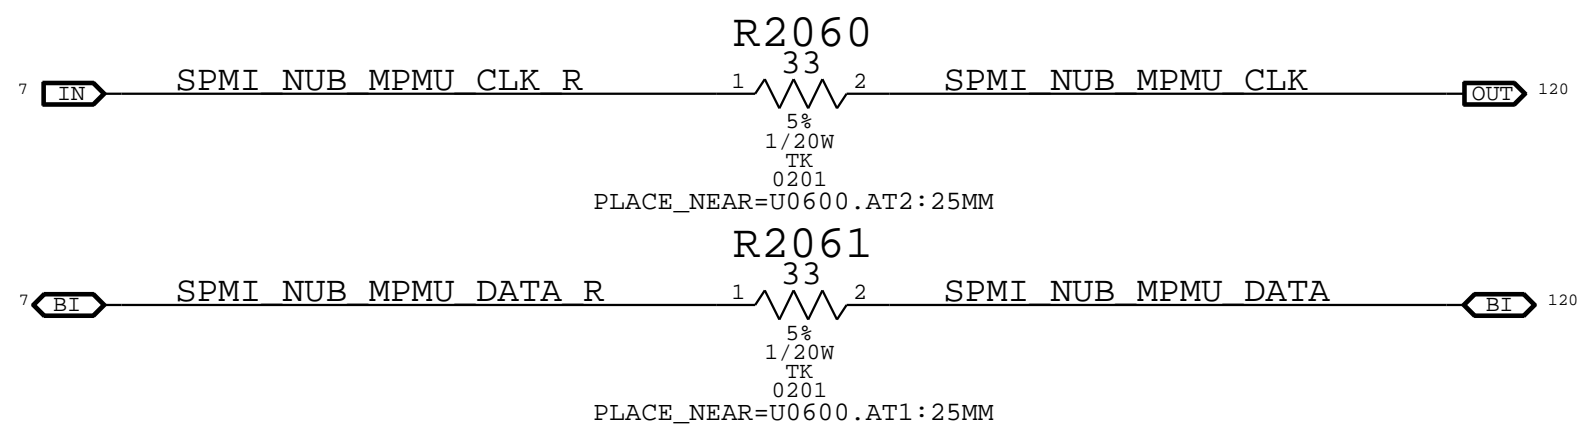 R2060
33
7 IN SPMI_NUB_MPMU_CLK_R 1 2 SPMI_NUB_MPMU_CLK OUT 120
5%
1/20W
TK
0201
PLACE_NEAR=U0600.AT2:25MM
R2061
33
7 BI SPMI_NUB_MPMU_DATA_R 1 2 SPMI_NUB_MPMU_DATA BI 120
5%
1/20W
TK
0201
PLACE_NEAR=U0600.AT1:25MM